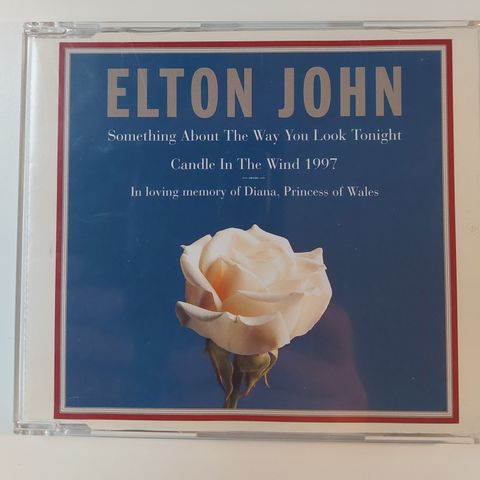 ELTON JOHN
Something About The Way You Look Tonight
Candle In The Wind 1997
In loving memory of Diana, Princess of Wales